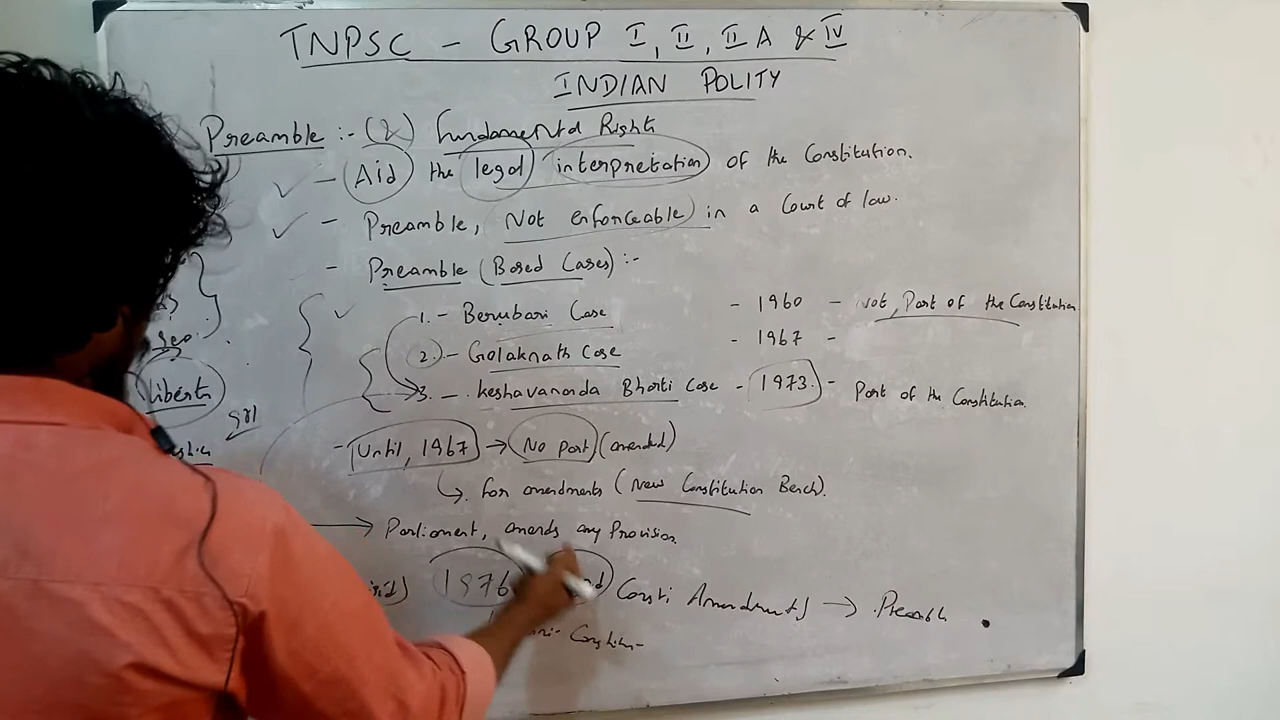 TNPSC - GROUP I, II, II A & IV
INDIAN POLITY
Preamble :- (2) Fundamental Right
- Aid the legal interpretation of the Constitution.
- Preamble, Not enforceable in a Court of law.
- Preamble (Based Cases) :-
1. - Berubari Case - 1960 - Not, Part of the Constitution
2. - Golaknath Case - 1967 -
3. - Keshavananda Bharti Case - 1973. - Part of the Constitution.
liberty
- Until, 1967 → No part (amended)
↳ for amendments (New Constitution Bench).
→ Parliament, amends any Provision.
1976 Consti Amendment → Preamble